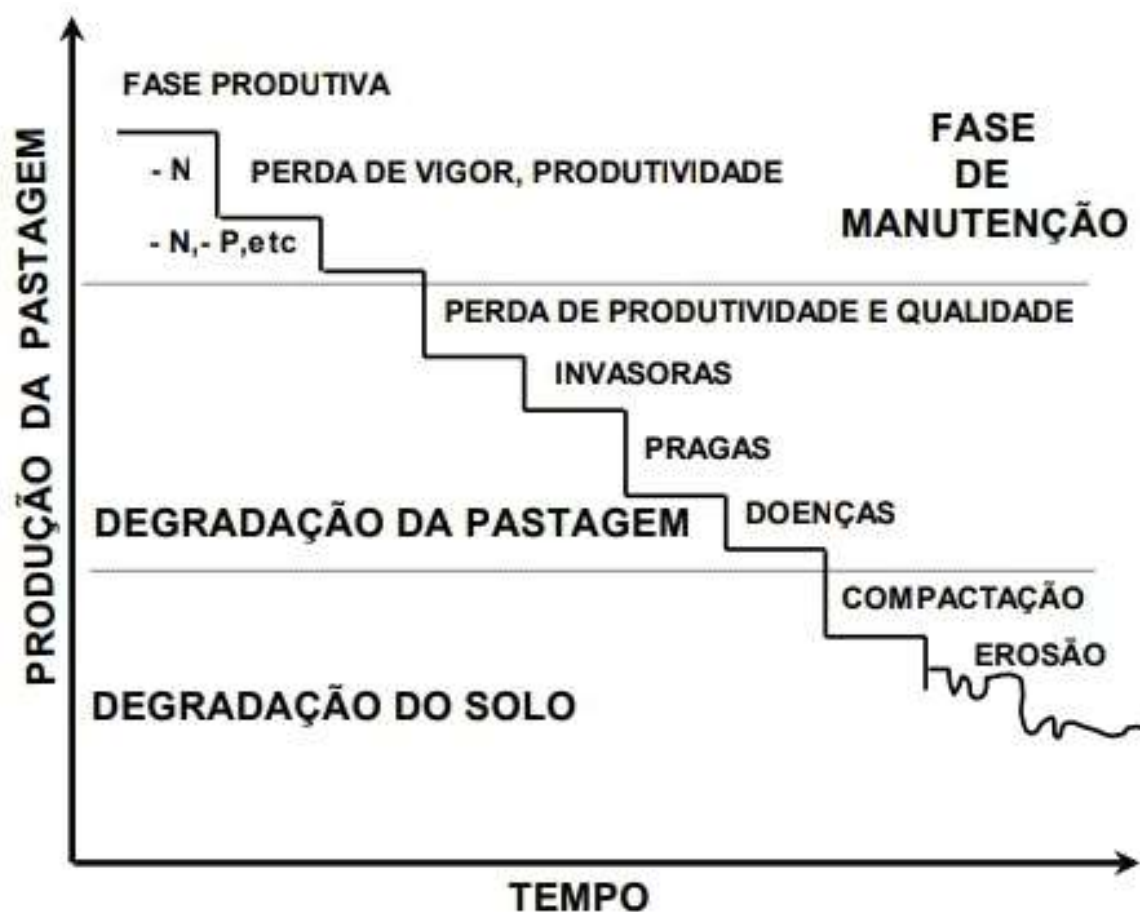 FASE PRODUTIVA
FASE
DE
MANUTENÇÃO
- N
PERDA DE VIGOR, PRODUTIVIDADE
- N,- P,etc
PERDA DE PRODUTIVIDADE E QUALIDADE
INVASORAS
PRAGAS
DOENÇAS
DEGRADAÇÃO DA PASTAGEM
COMPACTAÇÃO
EROSÃO
DEGRADAÇÃO DO SOLO
PRODUÇÃO DA PASTAGEM
TEMPO